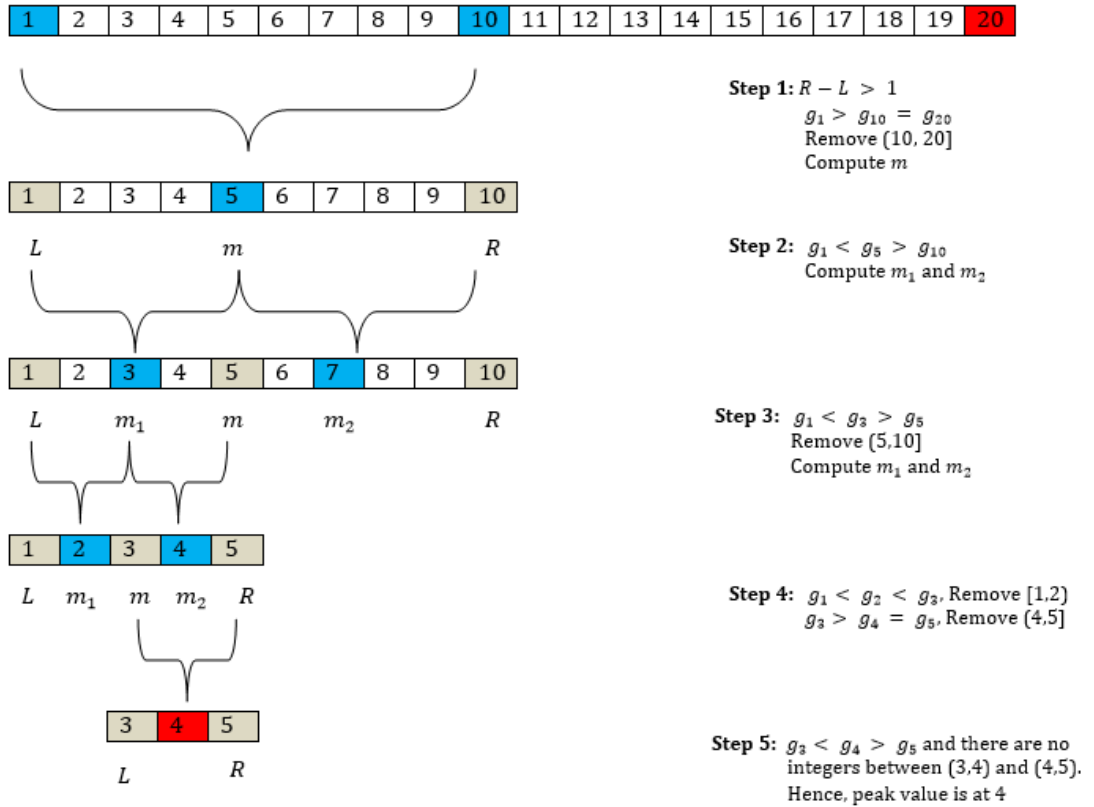 1 2 3 4 5 6 7 8 9 10 11 12 13 14 15 16 17 18 19 20
Step 1: R − L > 1
g₁ > g₁₀ = g₂₀
Remove (10, 20]
Compute m
1 2 3 4 5 6 7 8 9 10
L m R
Step 2: g₁ < g₅ > g₁₀
Compute m₁ and m₂
1 2 3 4 5 6 7 8 9 10
L m₁ m m₂ R
Step 3: g₁ < g₃ > g₅
Remove (5,10]
Compute m₁ and m₂
1 2 3 4 5
L m₁ m m₂ R
Step 4: g₁ < g₂ < g₃, Remove [1,2)
g₃ > g₄ = g₅, Remove (4,5]
3 4 5
L R
Step 5: g₃ < g₄ > g₅ and there are no
integers between (3,4) and (4,5).
Hence, peak value is at 4